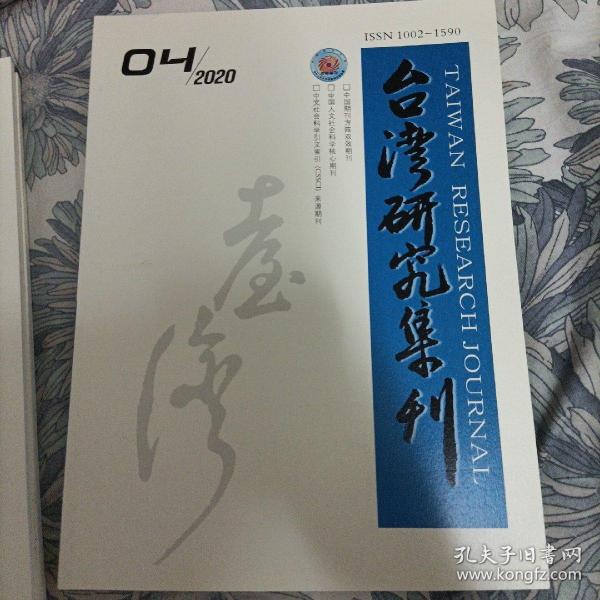 04/2020
ISSN 1002-1590
□ 中国期刊方阵双效期刊
□ 中国人文社会科学核心期刊
□ 中文社会科学引文索引（CSSCI）来源期刊
台湾研究集刊
TAIWAN RESEARCH JOURNAL
臺灣
孔夫子旧书网
www.kongfz.com